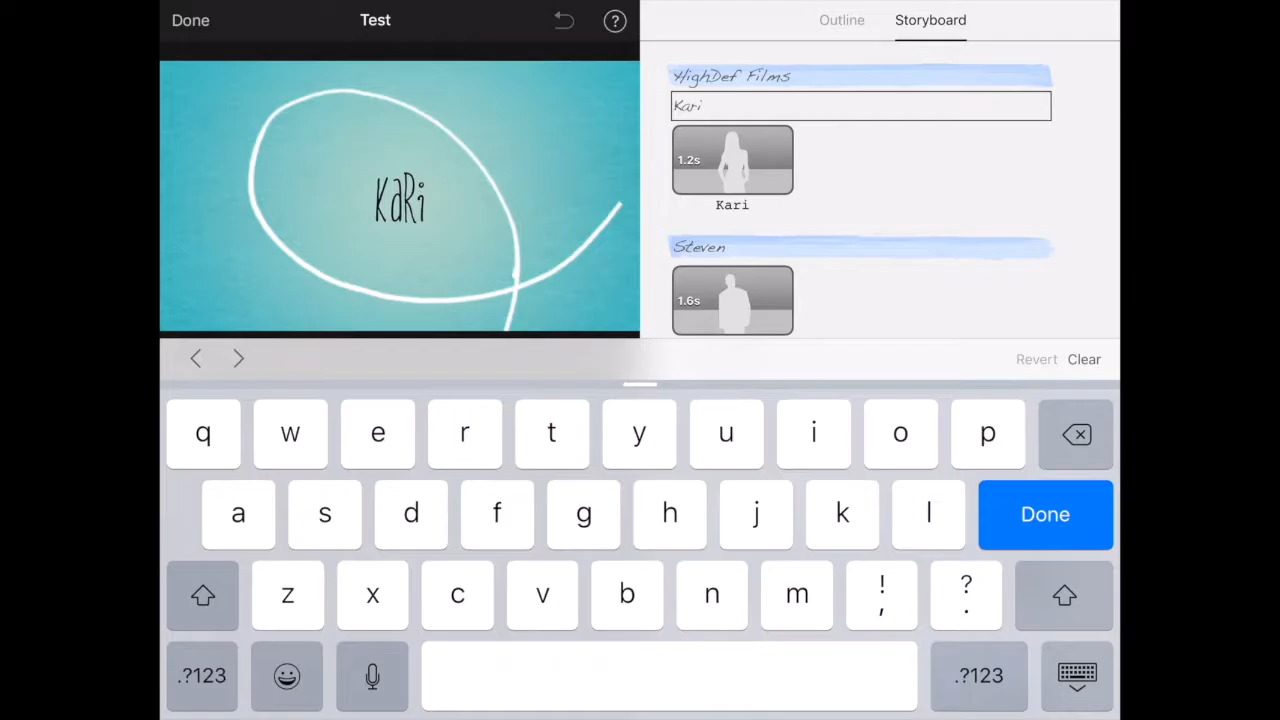 Done Test ? Outline Storyboard
KaRi
HighDef Films
Kari
1.2s
Kari
Steven
1.6s
Revert Clear
q w e r t y u i o p
a s d f g h j k l Done
z x c v b n m ! , ? .
.?123 .?123